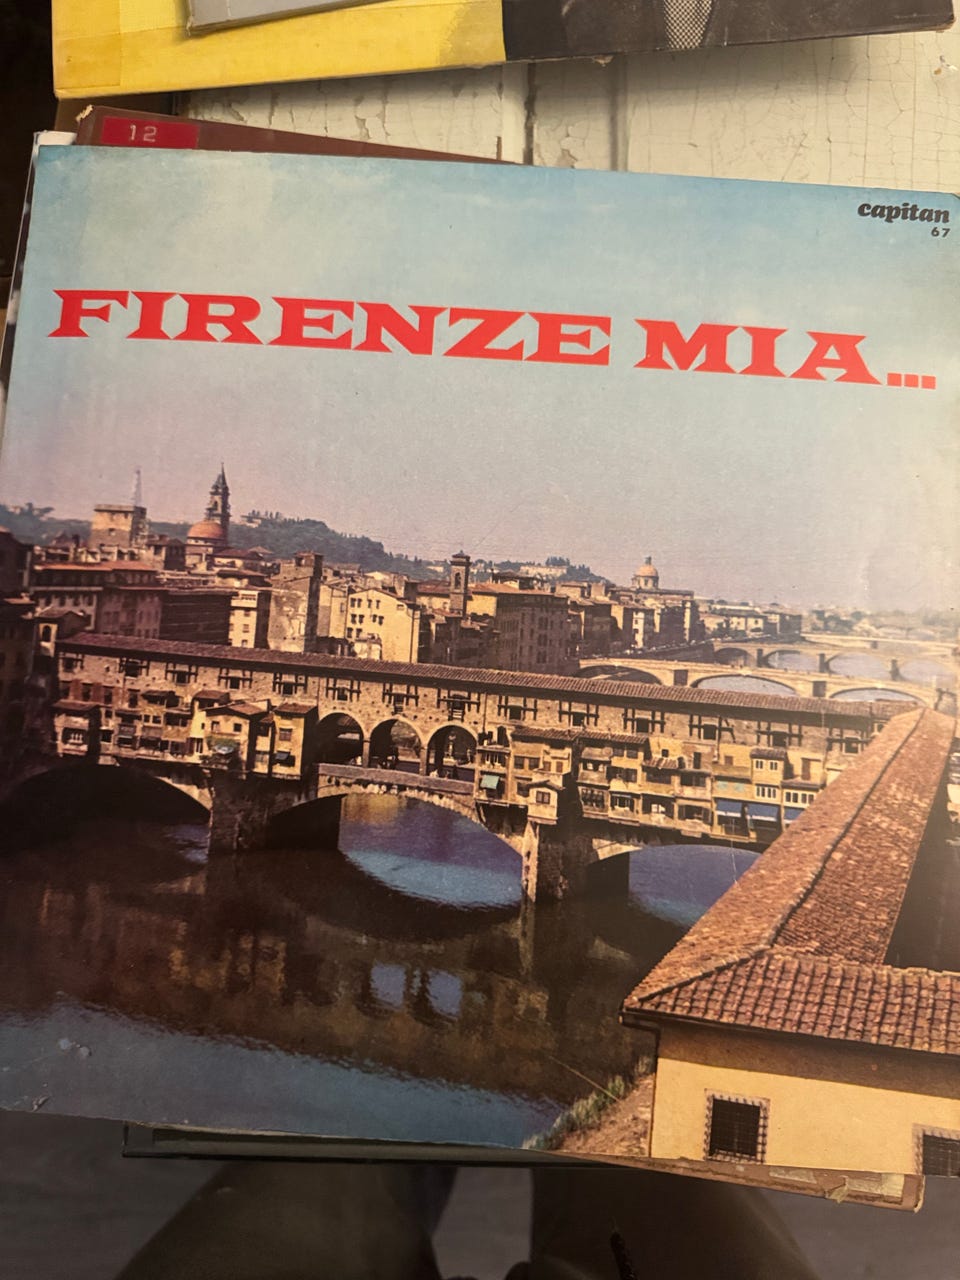 12
capitan
67
FIRENZE MIA...